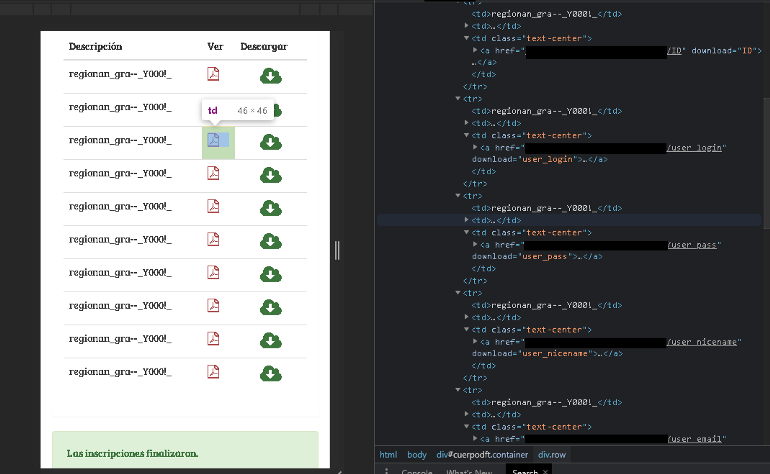 Descripción Ver Descargar
regionan_gra--_Y000!_
regionan_gra--_Y000!_
td 46 × 46
regionan_gra--_Y000!_
regionan_gra--_Y000!_
regionan_gra--_Y000!_
regionan_gra--_Y000!_
regionan_gra--_Y000!_
regionan_gra--_Y000!_
regionan_gra--_Y000!_
regionan_gra--_Y000!_
Las inscripciones finalizaron.
<tr>
<td>regionan_gra--_Y000!_</td>
<td>…</td>
<td class="text-center">
<a href="/ID" download="ID">
…</a>
</td>
</tr>
<tr>
<td>regionan_gra--_Y000!_</td>
<td>…</td>
<td class="text-center">
<a href="/user_login"
download="user_login">…</a>
</td>
</tr>
<tr>
<td>regionan_gra--_Y000!_</td>
<td>…</td>
<td class="text-center">
<a href="/user_pass"
download="user_pass">…</a>
</td>
</tr>
<tr>
<td>regionan_gra--_Y000!_</td>
<td>…</td>
<td class="text-center">
<a href="/user_nicename"
download="user_nicename">…</a>
</td>
</tr>
<tr>
<td>regionan_gra--_Y000!_</td>
<td>…</td>
<td class="text-center">
<a href="/user_email"
html body div#cuerpodft.container div.row
Console What's New Search ×